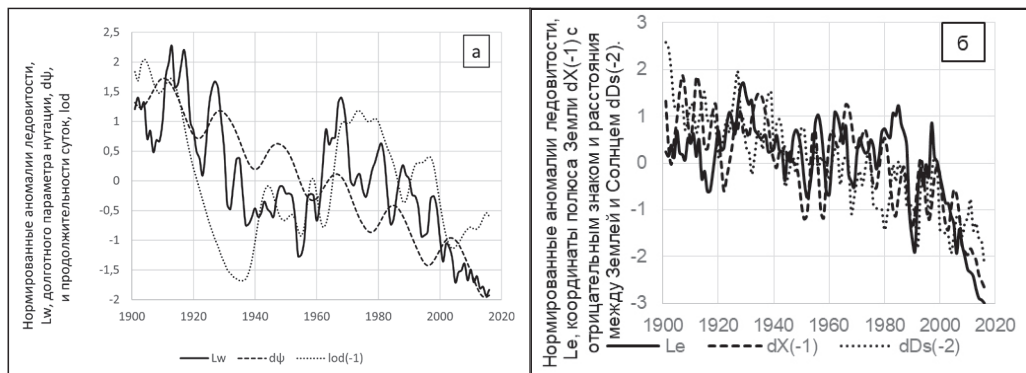 Нормированные аномалии ледовитости,
Lw, долготного параметра нутации, dψ,
и продолжительности суток, lod
2,5
2
1,5
1
0,5
0
-0,5
-1
-1,5
-2
1900 1920 1940 1960 1980 2000 2020
а
Lw dψ lod(-1)
Нормированные аномалии ледовитости,
Le, координаты полюса Земли dX(-1) с
отрицательным знаком и расстояния
между Землей и Солнцем dDs(-2).
3
2
1
0
-1
-2
-3
1900 1920 1940 1960 1980 2000 2020
б
Le dX(-1) dDs(-2)